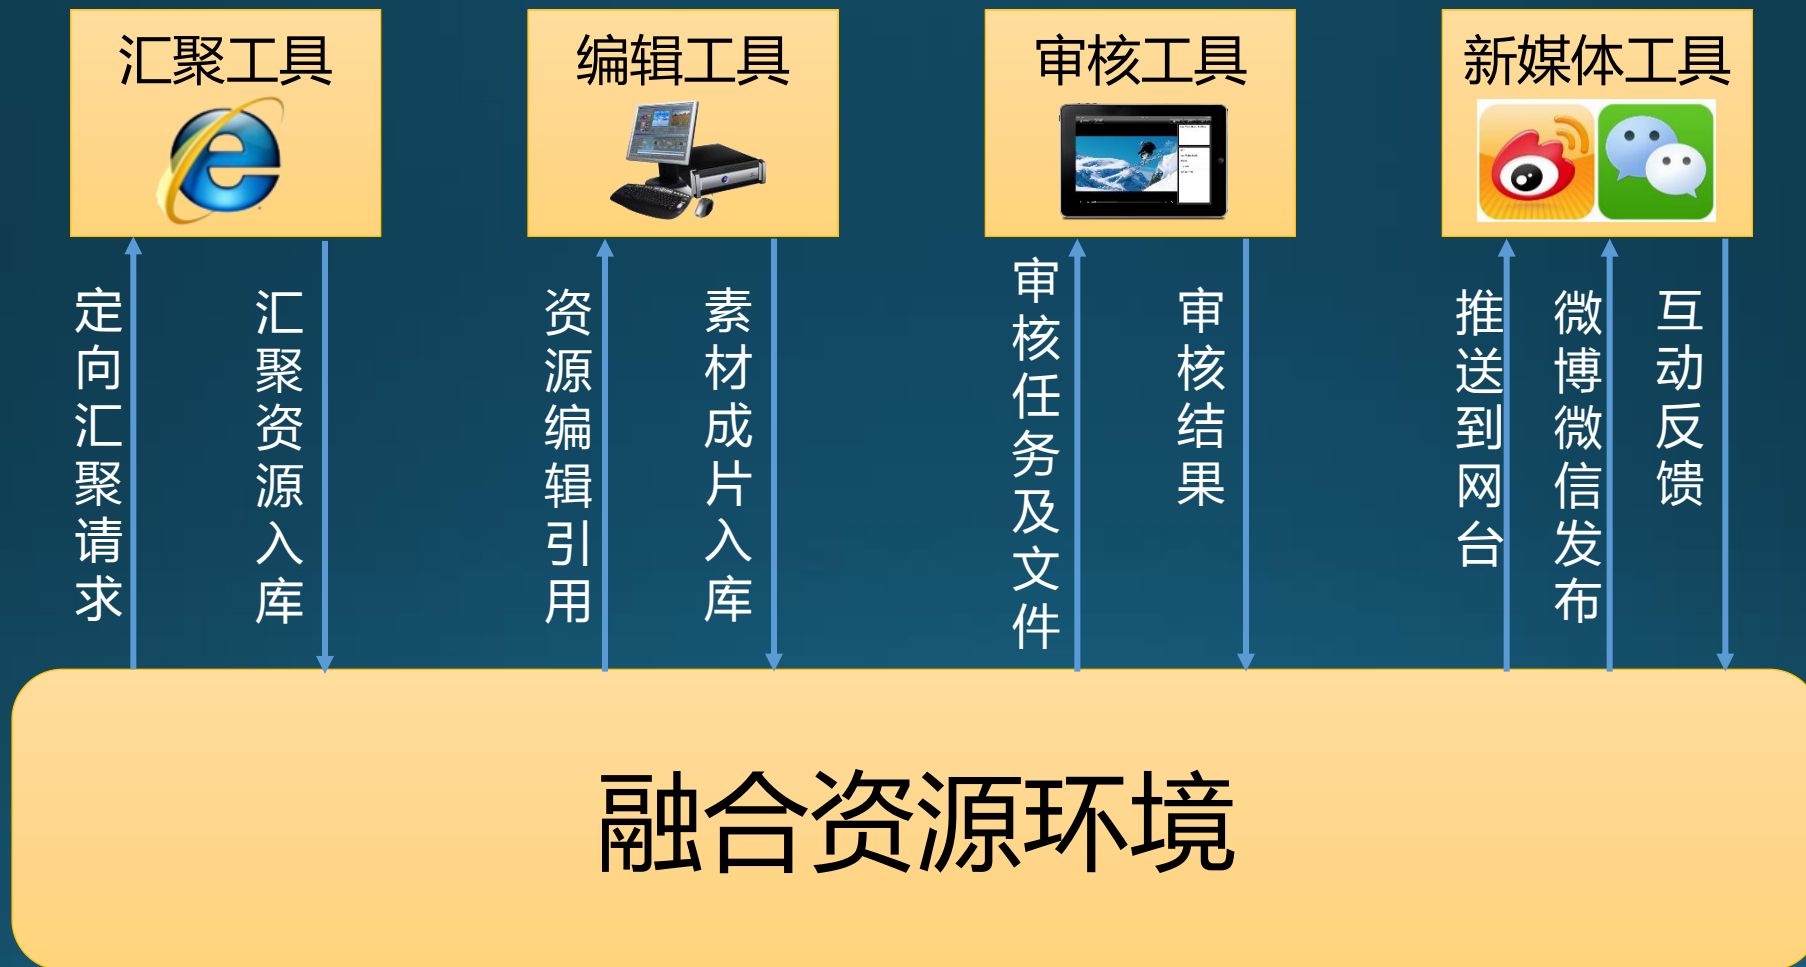 汇聚工具
编辑工具
审核工具
新媒体工具
定向汇聚请求
汇聚资源入库
资源编辑引用
素材成片入库
审核任务及文件
审核结果
推送到网台
微博微信发布
互动反馈
融合资源环境